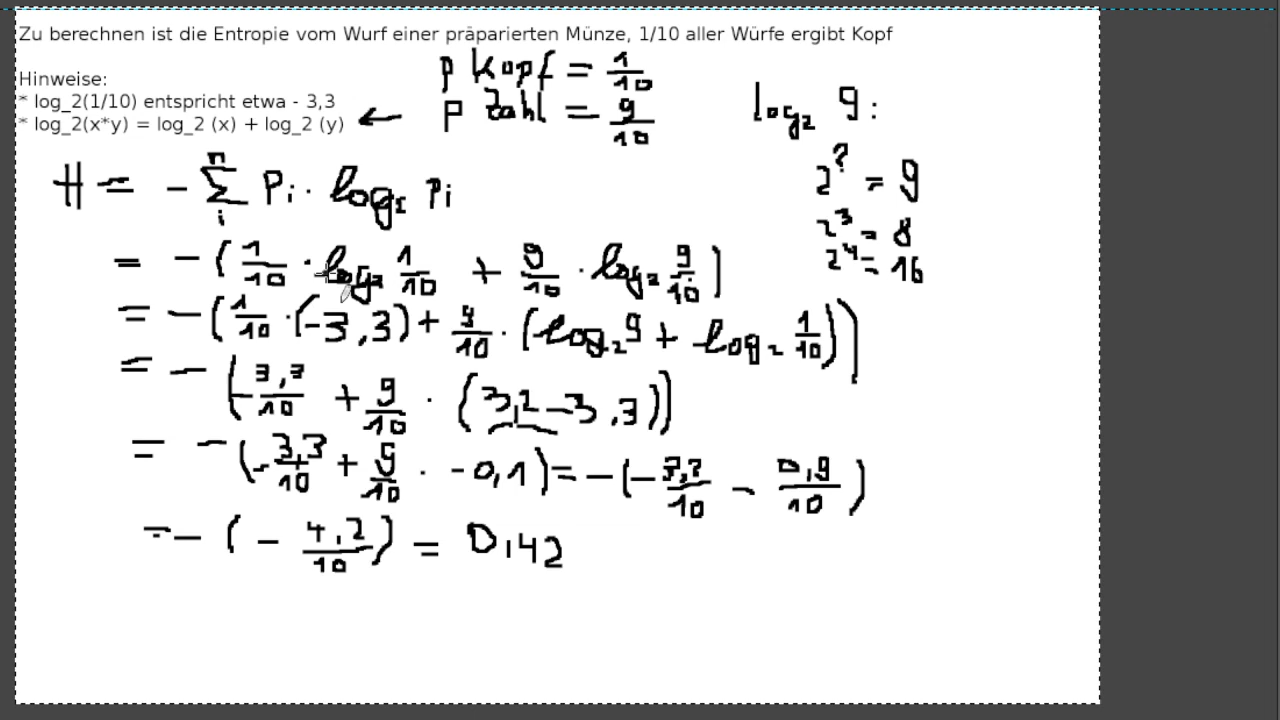 Zu berechnen ist die Entropie vom Wurf einer präparierten Münze, 1/10 aller Würfe ergibt Kopf
Hinweise:
* log_2(1/10) entspricht etwa - 3,3
* log_2(x*y) = log_2 (x) + log_2 (y)
P Kopf = 1/10
← P Zahl = 9/10
log₂ 9:
2^? = 9
2³ = 8
2⁴ = 16
H = - ∑ⁿᵢ Pᵢ · log₂ Pᵢ
= - (1/10 · log₂ 1/10 + 9/10 · log₂ 9/10)
= - (1/10 · (-3,3) + 9/10 · (log₂ 9 + log₂ 1/10))
= - (- 3,3/10 + 9/10 · (3,2 - 3,3))
= - (- 3,3/10 + 9/10 · - 0,1) = - (- 3,3/10 - 0,9/10)
= - (- 4,2/10) = 0,42